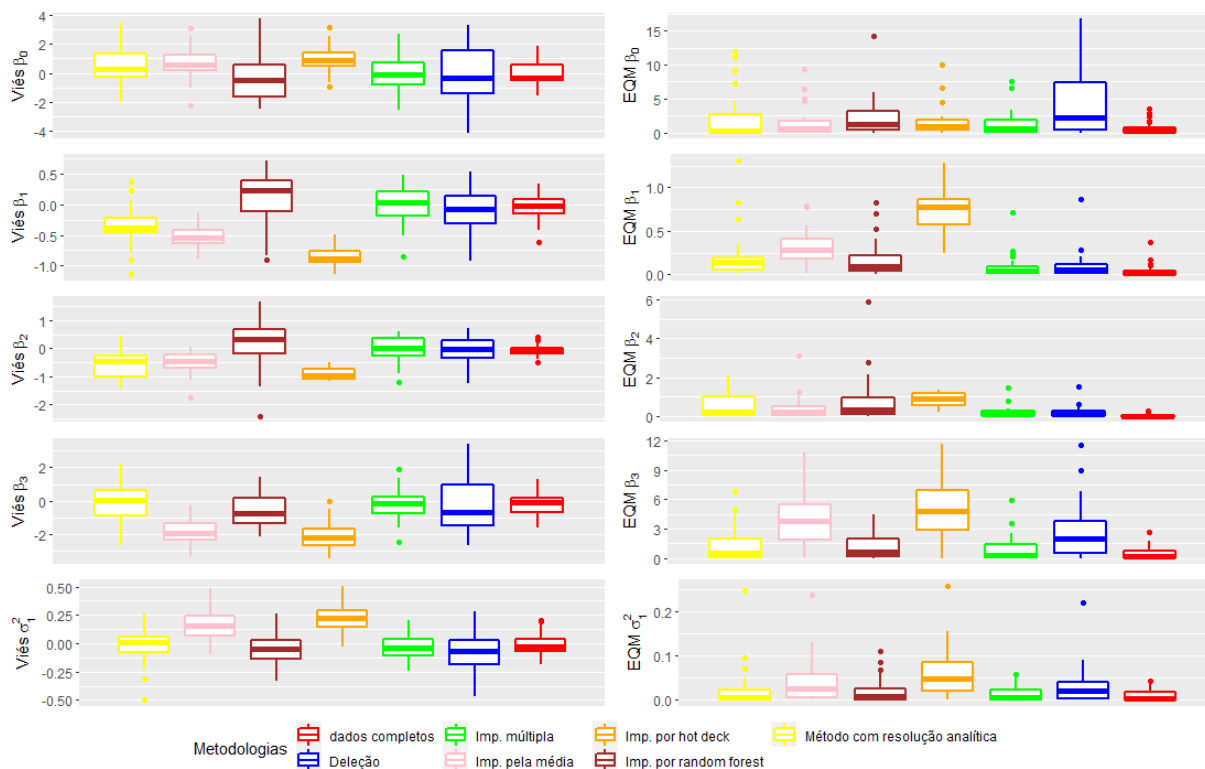 Viés β0
4
2
0
-2
-4
EQM β0
15
10
5
0
Viés β1
0.5
0.0
-0.5
-1.0
EQM β1
1.0
0.5
0.0
Viés β2
1
0
-1
-2
EQM β2
6
4
2
0
Viés β3
2
0
-2
EQM β3
12
9
6
3
0
Viés σ²1
0.50
0.25
0.00
-0.25
-0.50
EQM σ²1
0.2
0.1
0.0
Metodologias
dados completos
Imp. múltipla
Imp. por hot deck
Método com resolução analítica
Deleção
Imp. pela média
Imp. por random forest